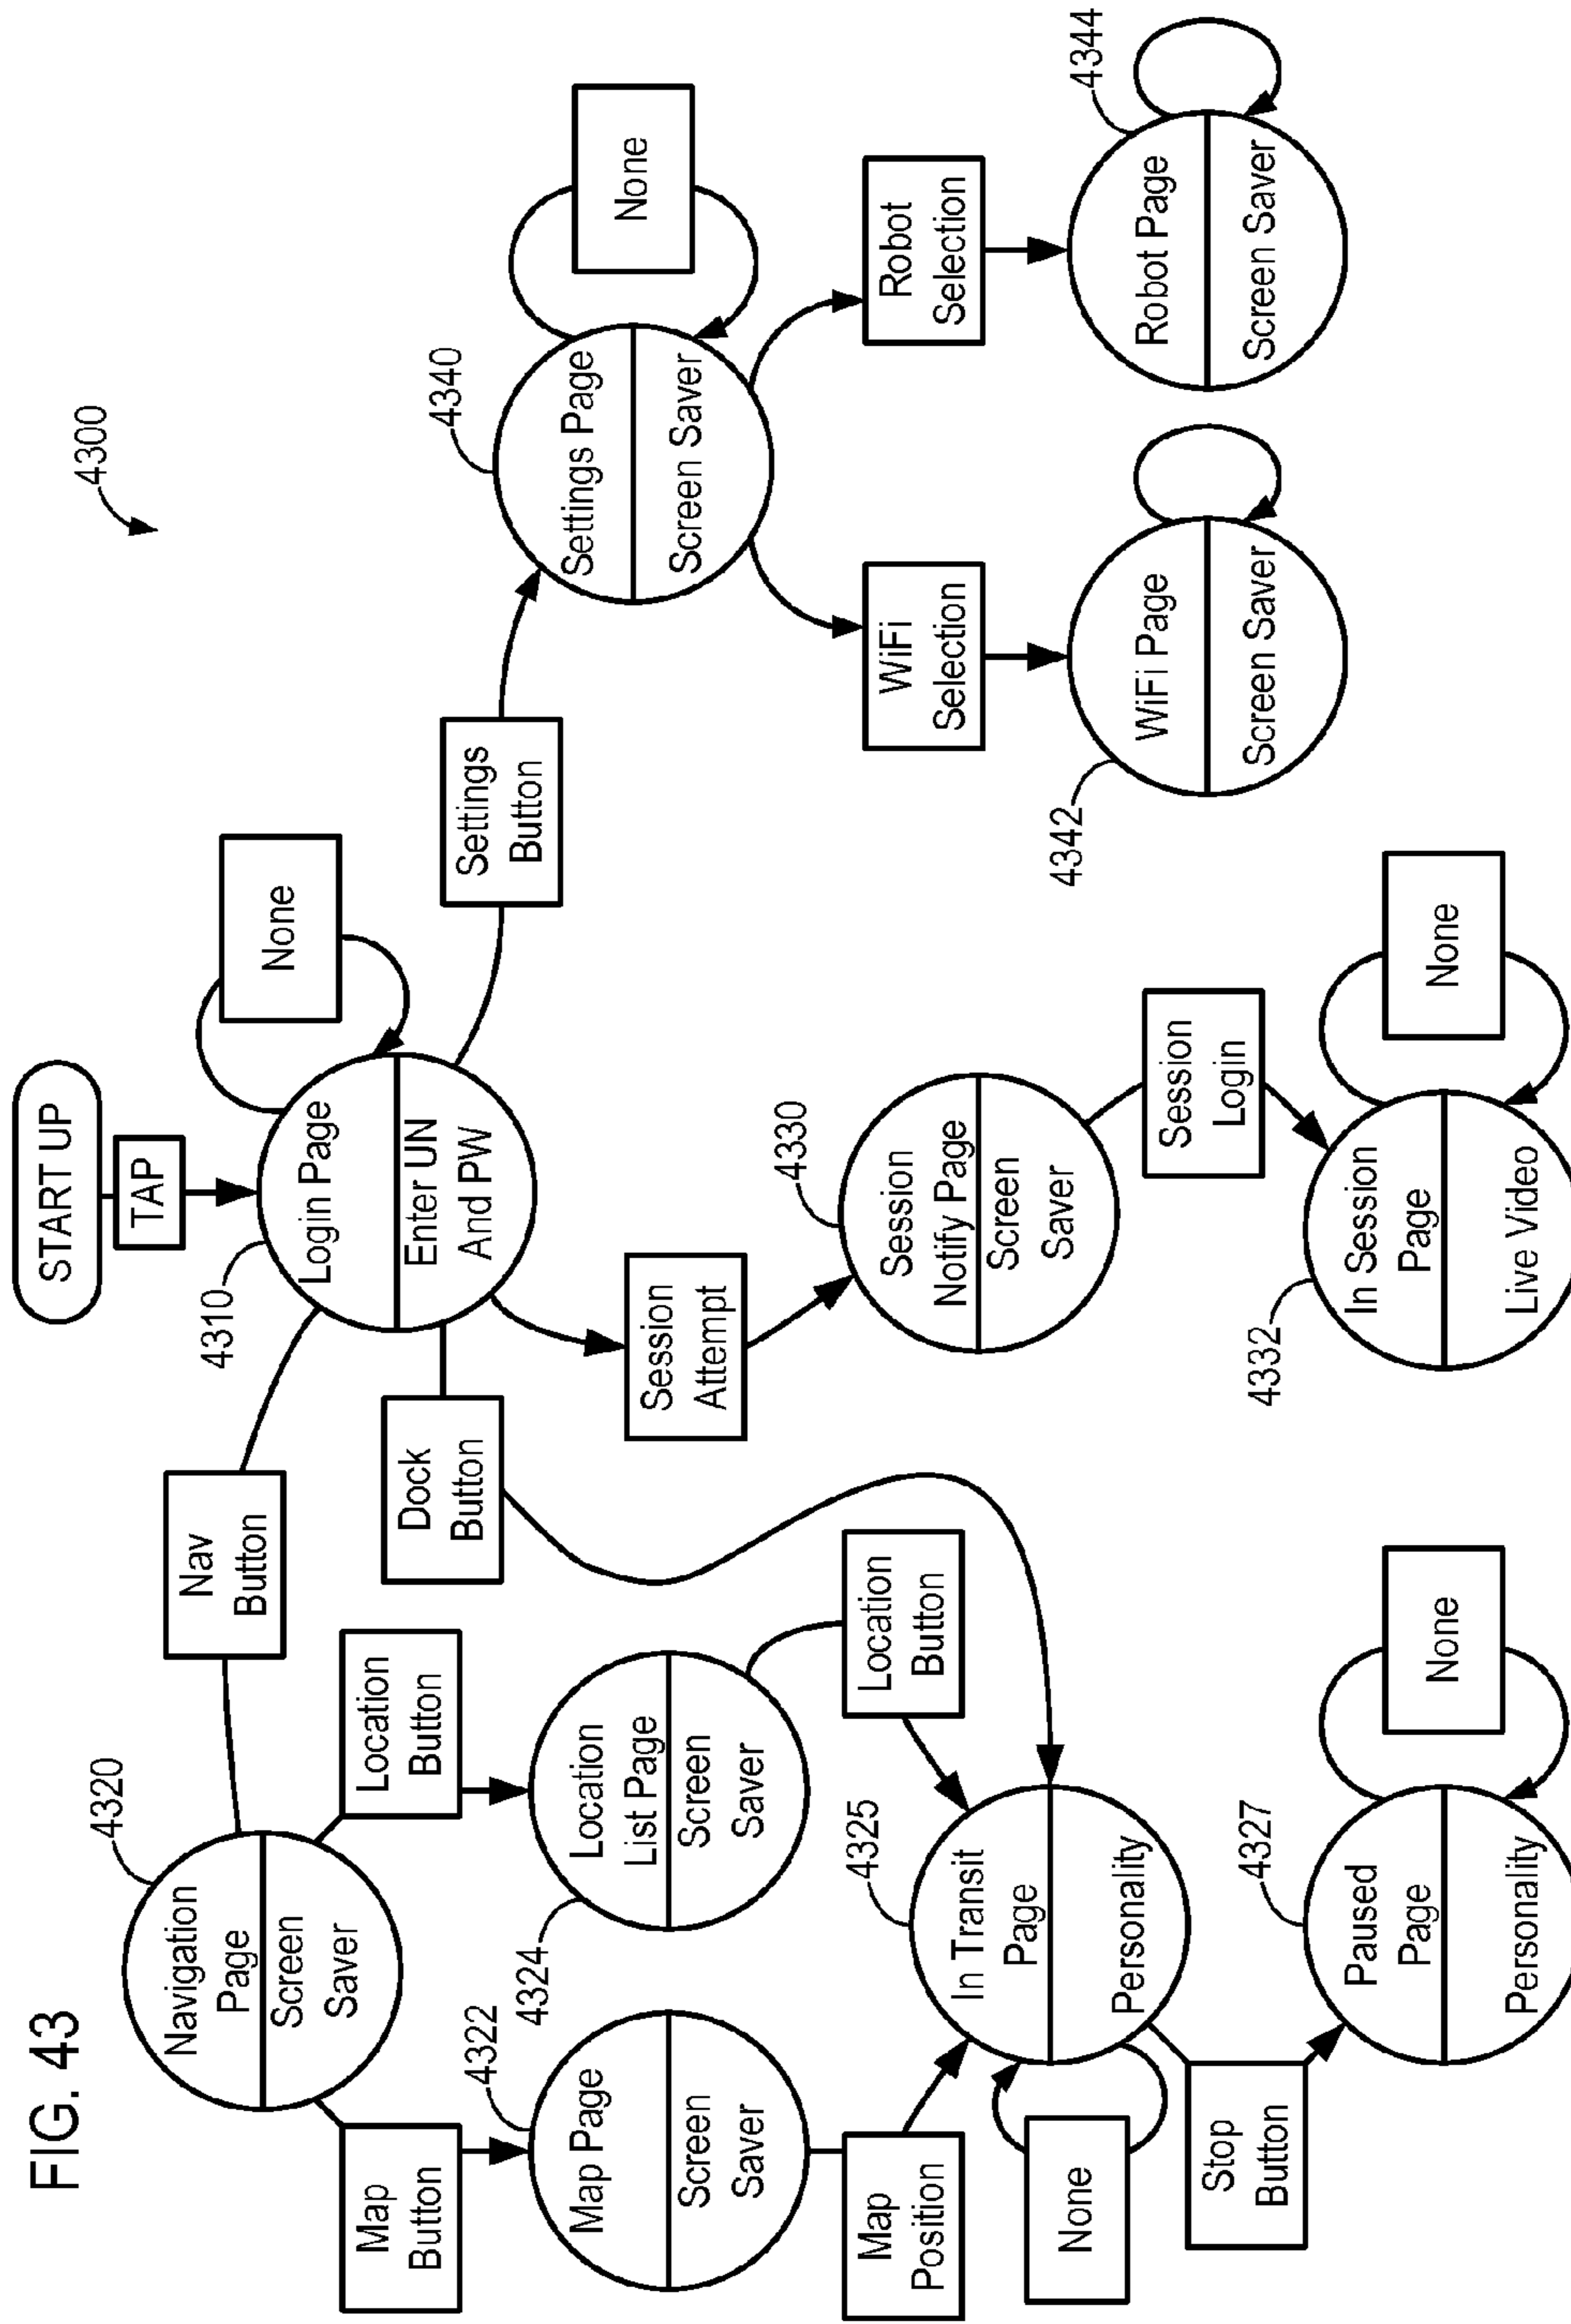 FIG. 43
4300
START UP
TAP
4310
Login Page
Enter UN
And PW
None
Nav
Button
4320
Navigation
Page
Screen
Saver
Map
Button
Location
Button
4322
Map Page
Screen
Saver
4324
Location
List Page
Screen
Saver
Map
Position
Location
Button
Dock
Button
4325
In Transit
Page
Personality
None
Stop
Button
4327
Paused
Page
Personality
None
Session
Attempt
4330
Session
Notify Page
Screen
Saver
Session
Login
4332
In Session
Page
Live Video
None
Settings
Button
4340
Settings Page
Screen Saver
None
WiFi
Selection
Robot
Selection
4342
WiFi Page
Screen Saver
4344
Robot Page
Screen Saver